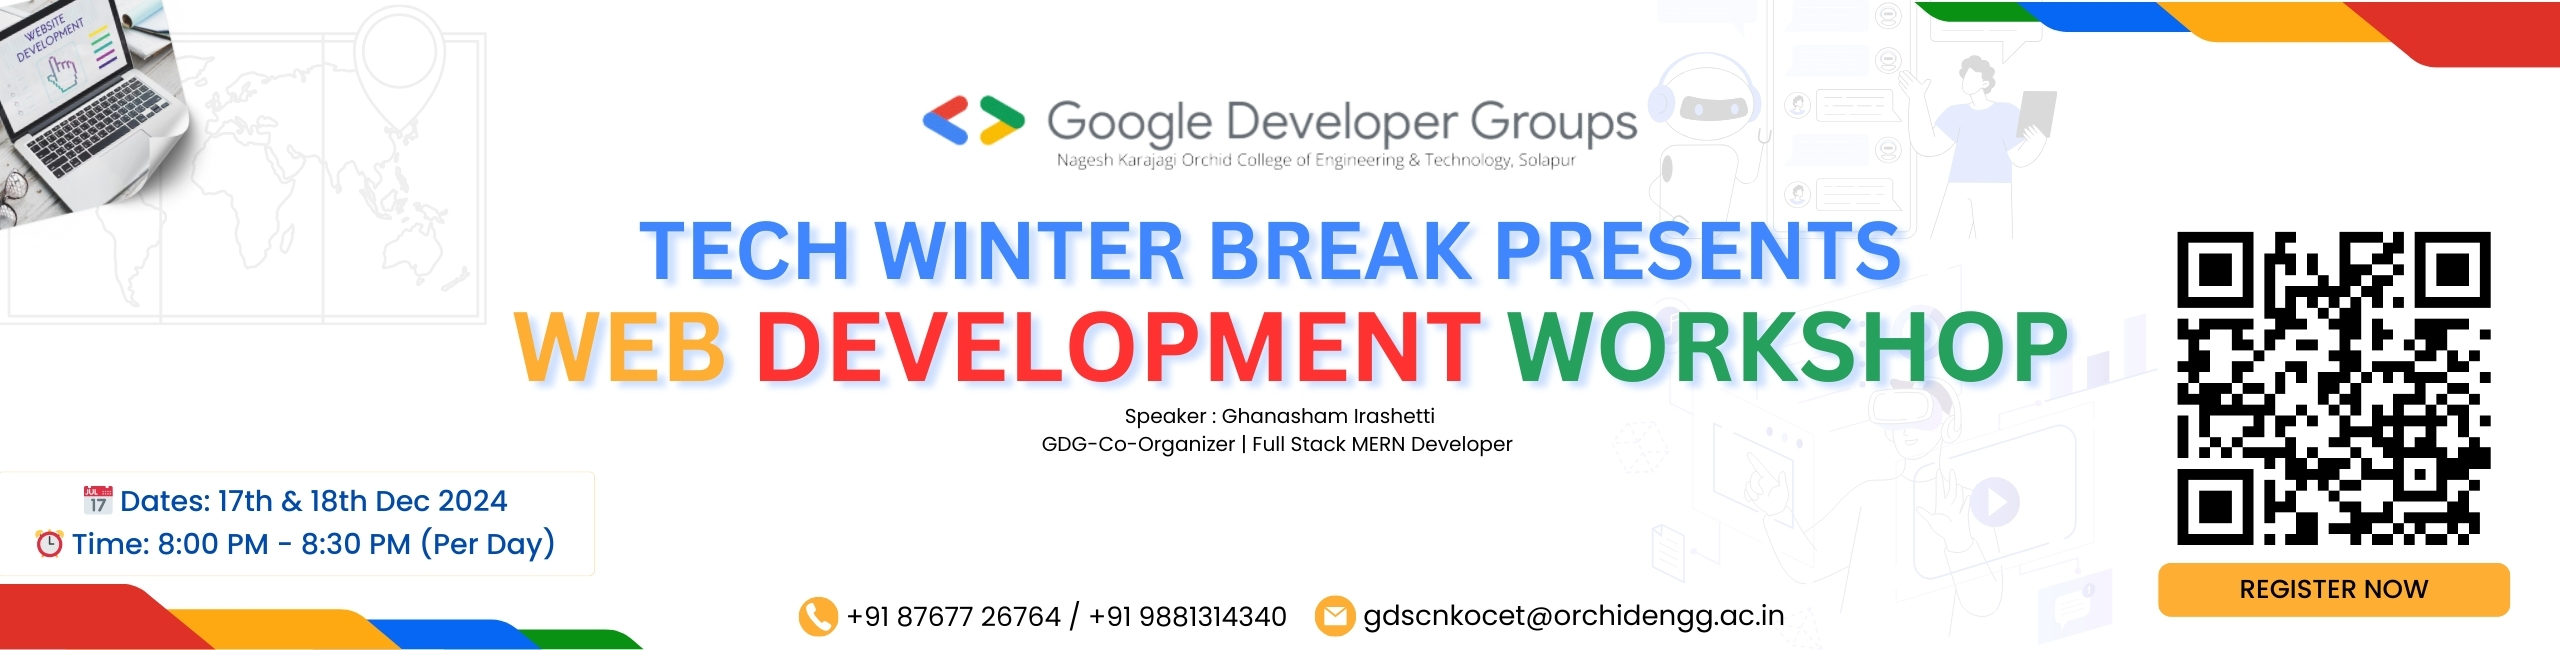 WEBSITE
DEVELOPMENT
Google Developer Groups
Nagesh Karajagi Orchid College of Engineering & Technology, Solapur
TECH WINTER BREAK PRESENTS
WEB DEVELOPMENT WORKSHOP
Speaker : Ghanasham Irashetti
GDG-Co-Organizer | Full Stack MERN Developer
JUL
17
Dates: 17th & 18th Dec 2024
Time: 8:00 PM - 8:30 PM (Per Day)
+91 87677 26764 / +91 9881314340
gdscnkocet@orchidengg.ac.in
REGISTER NOW